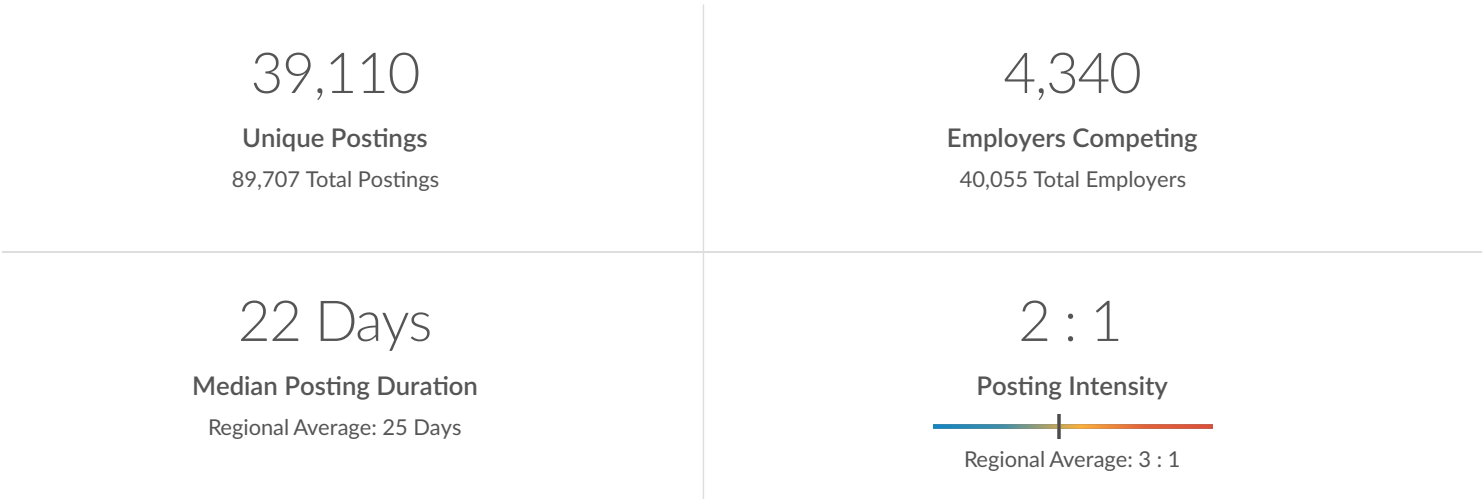 39,110
Unique Postings
89,707 Total Postings
4,340
Employers Competing
40,055 Total Employers
22 Days
Median Posting Duration
Regional Average: 25 Days
2 : 1
Posting Intensity
Regional Average: 3 : 1